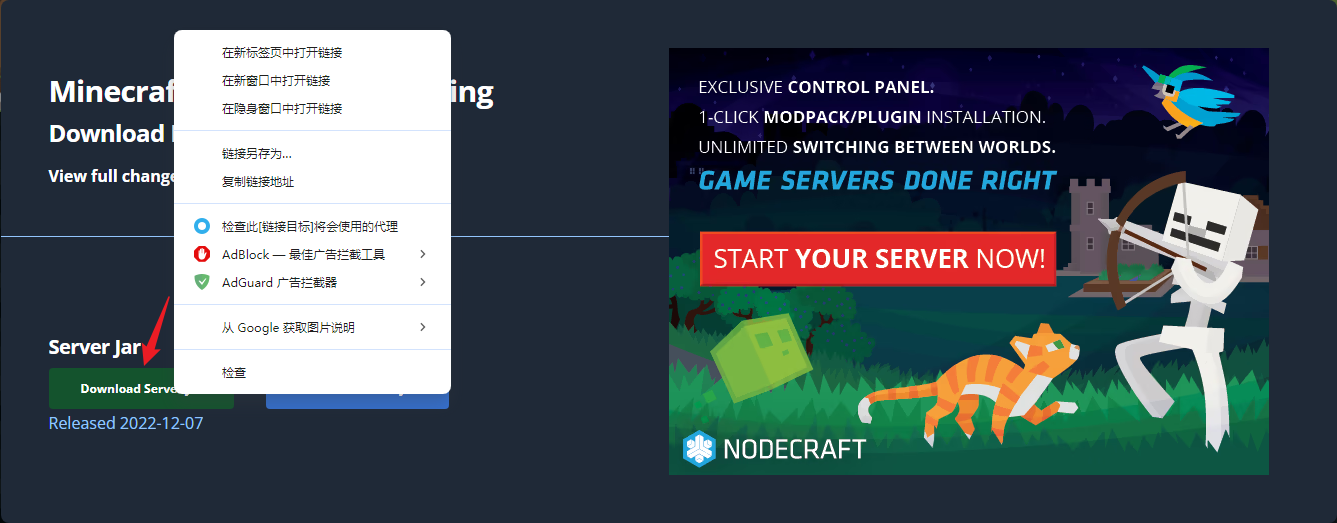 Minecraf
ing
Download
View full change
Server Jar
Download Serve
Released 2022-12-07
在新标签页中打开链接
在新窗口中打开链接
在隐身窗口中打开链接
链接另存为...
复制链接地址
检查此[链接目标]将会使用的代理
AdBlock — 最佳广告拦截工具
AdGuard 广告拦截器
从 Google 获取图片说明
检查
EXCLUSIVE CONTROL PANEL.
1-CLICK MODPACK/PLUGIN INSTALLATION.
UNLIMITED SWITCHING BETWEEN WORLDS.
GAME SERVERS DONE RIGHT
START YOUR SERVER NOW!
NODECRAFT